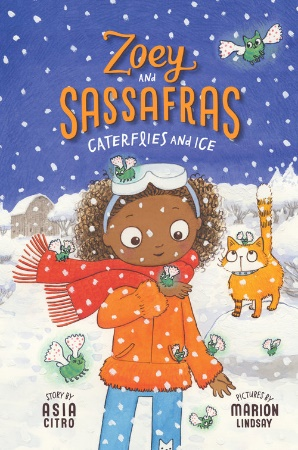 Zoey
AND
SASSAFRAS
CATERFLIES AND ICE
STORY BY
ASIA
CITRO
PICTURES BY
MARION
LINDSAY